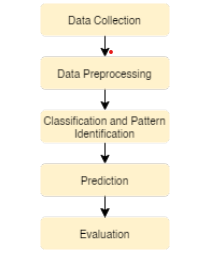 Data Collection
Data Preprocessing
Classification and Pattern
Identification
Prediction
Evaluation